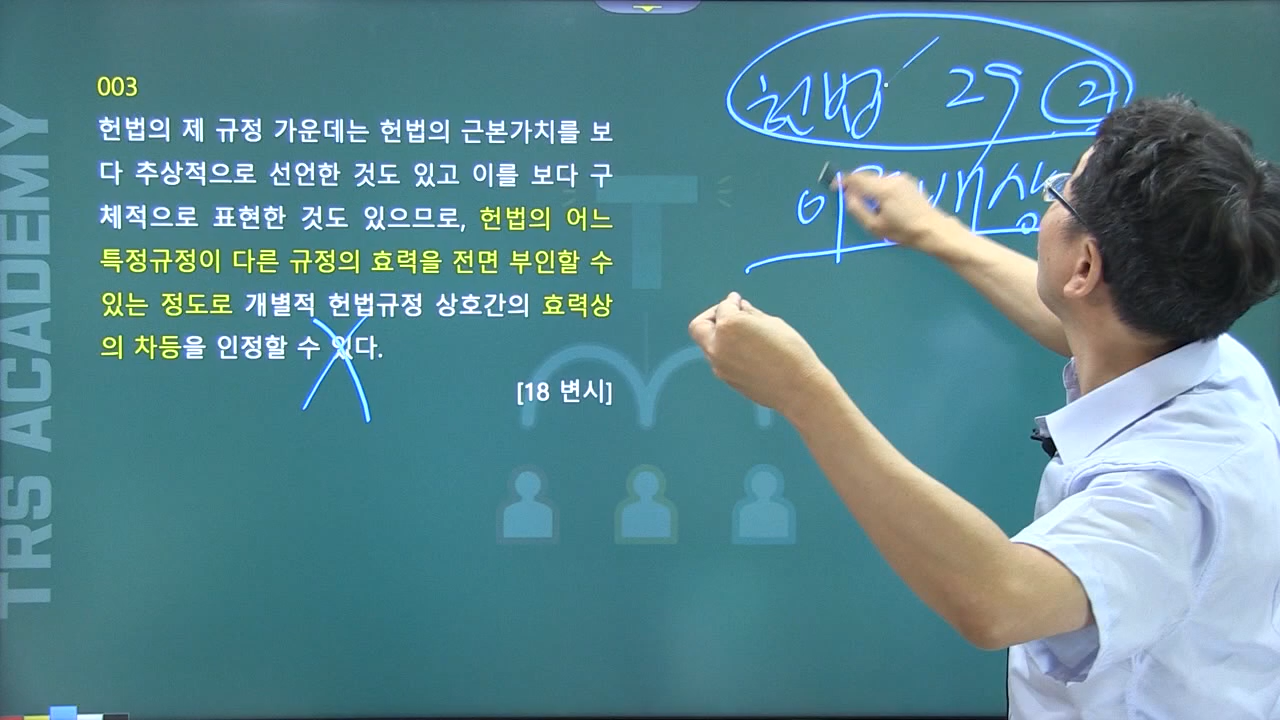 003
헌법의 제 규정 가운데는 헌법의 근본가치를 보
다 추상적으로 선언한 것도 있고 이를 보다 구
체적으로 표현한 것도 있으므로, 헌법의 어느
특정규정이 다른 규정의 효력을 전면 부인할 수
있는 정도로 개별적 헌법규정 상호간의 효력상
의 차등을 인정할 수 있다.
[18 변시]
헌법 29 ②
배상
TRS ACADEMY